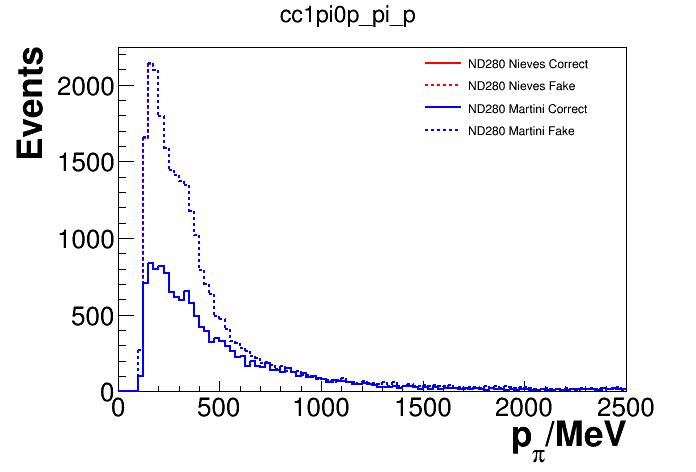 cc1pi0p_pi_p
Events
ND280 Nieves Correct
ND280 Nieves Fake
ND280 Martini Correct
ND280 Martini Fake
2000
1500
1000
500
0
0 500 1000 1500 2000 2500
p_π/MeV